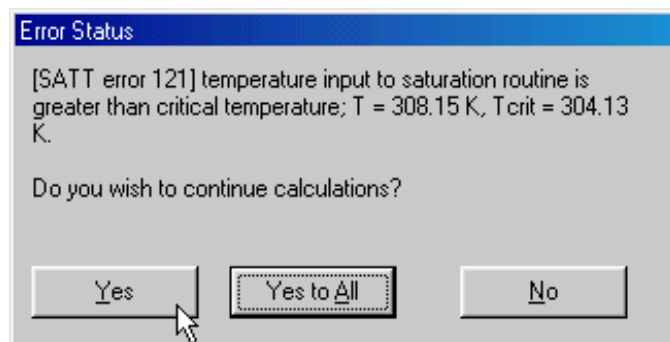 Error Status
[SATT error 121] temperature input to saturation routine is
greater than critical temperature; T = 308.15 K, Tcrit = 304.13
K.
Do you wish to continue calculations?
Yes
Yes to All
No